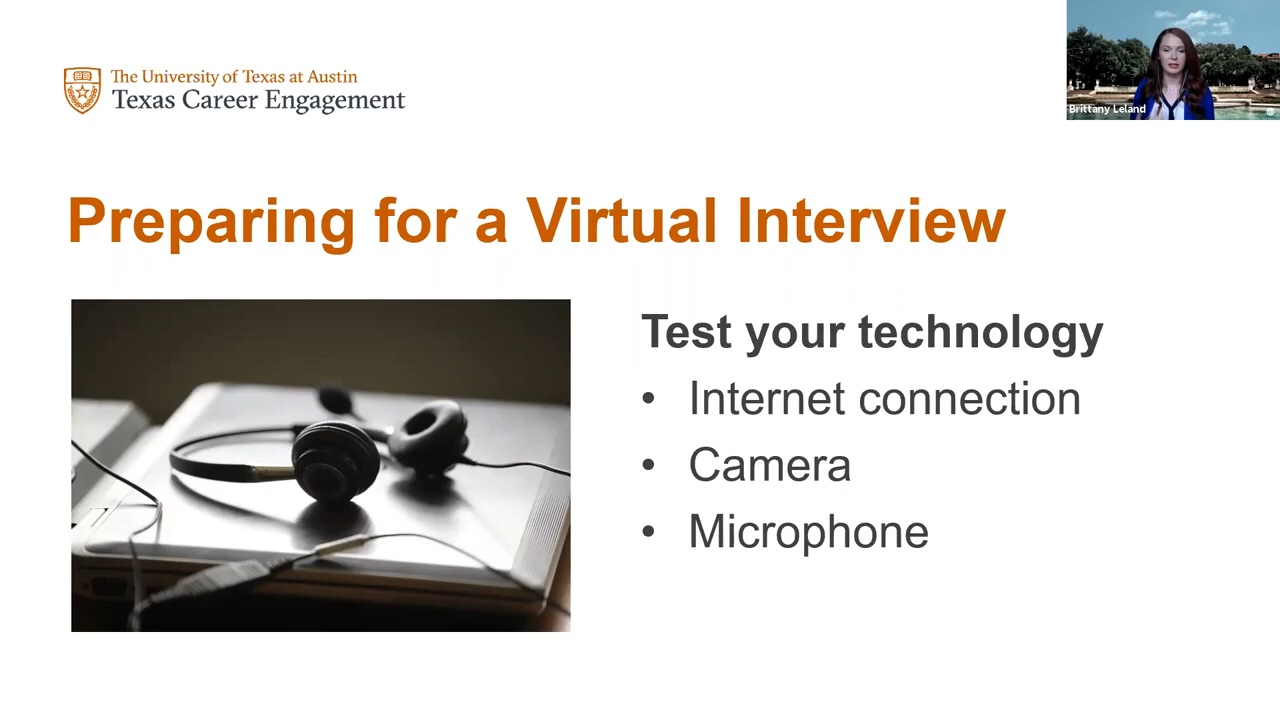 The University of Texas at Austin
Texas Career Engagement
Brittany Leland
Preparing for a Virtual Interview
Test your technology
• Internet connection
• Camera
• Microphone